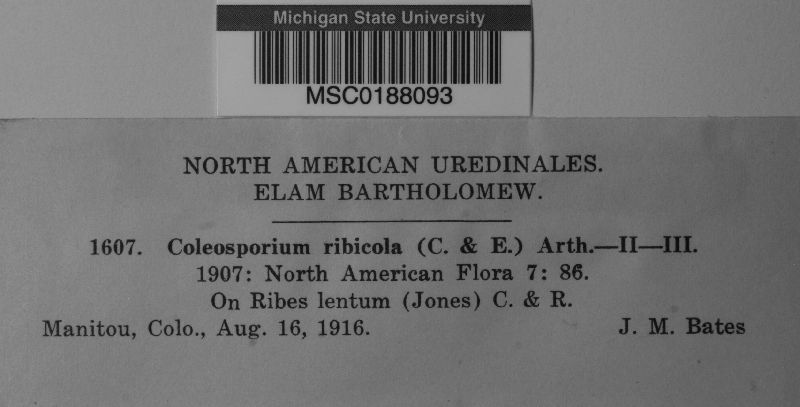 Michigan State University
MSC0188093
NORTH AMERICAN UREDINALES.
ELAM BARTHOLOMEW.
1607. Coleosporium ribicola (C. & E.) Arth.—II—III.
1907: North American Flora 7: 86.
On Ribes lentum (Jones) C. & R.
Manitou, Colo., Aug. 16, 1916. J. M. Bates